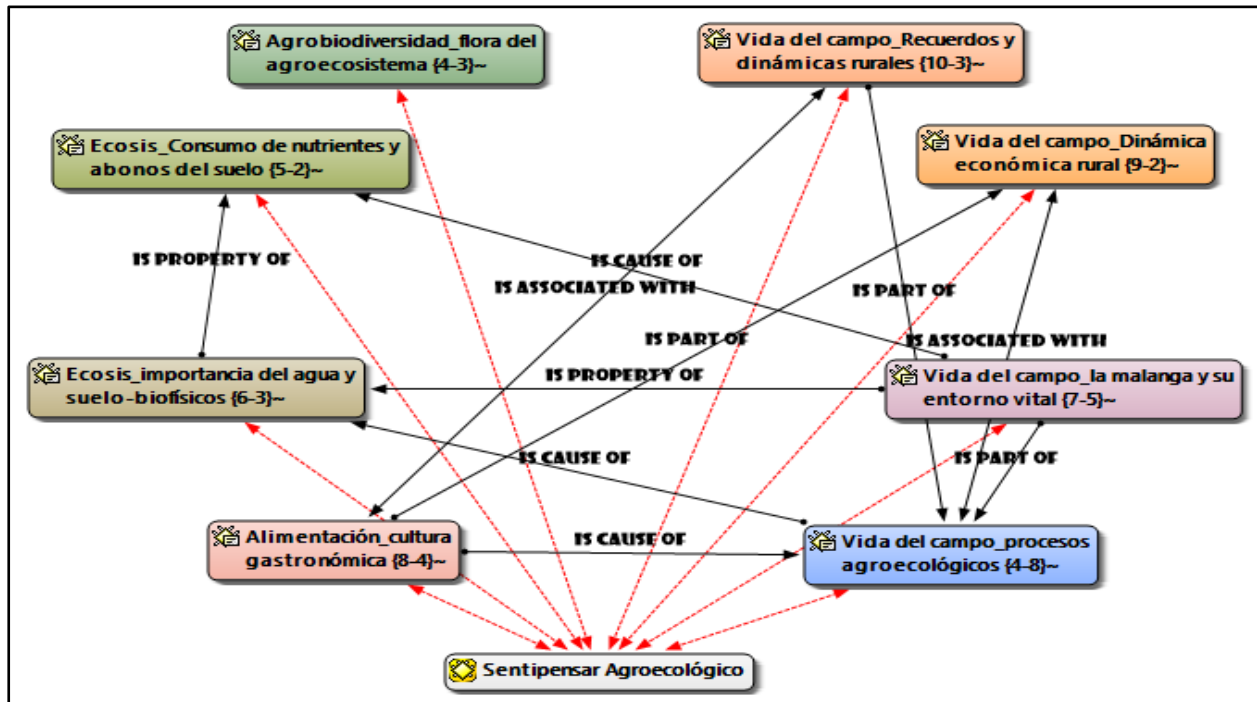 Agrobiodiversidad_flora del
agroecosistema {4-3}~
Vida del campo_Recuerdos y
dinámicas rurales {10-3}~
Ecosis_Consumo de nutrientes y
abonos del suelo {5-2}~
Vida del campo_Dinámica
económica rural {9-2}~
IS PROPERTY OF
IS CAUSE OF
IS ASSOCIATED WITH
IS PART OF
IS PART OF
IS ASSOCIATED WITH
Ecosis_importancia del agua y
suelo-biofísicos {6-3}~
IS PROPERTY OF
Vida del campo_la malanga y su
entorno vital {7-5}~
IS CAUSE OF
IS PART OF
Alimentación_cultura
gastronómica {8-4}~
IS CAUSE OF
Vida del campo_procesos
agroecológicos {4-8}~
Sentipensar Agroecológico